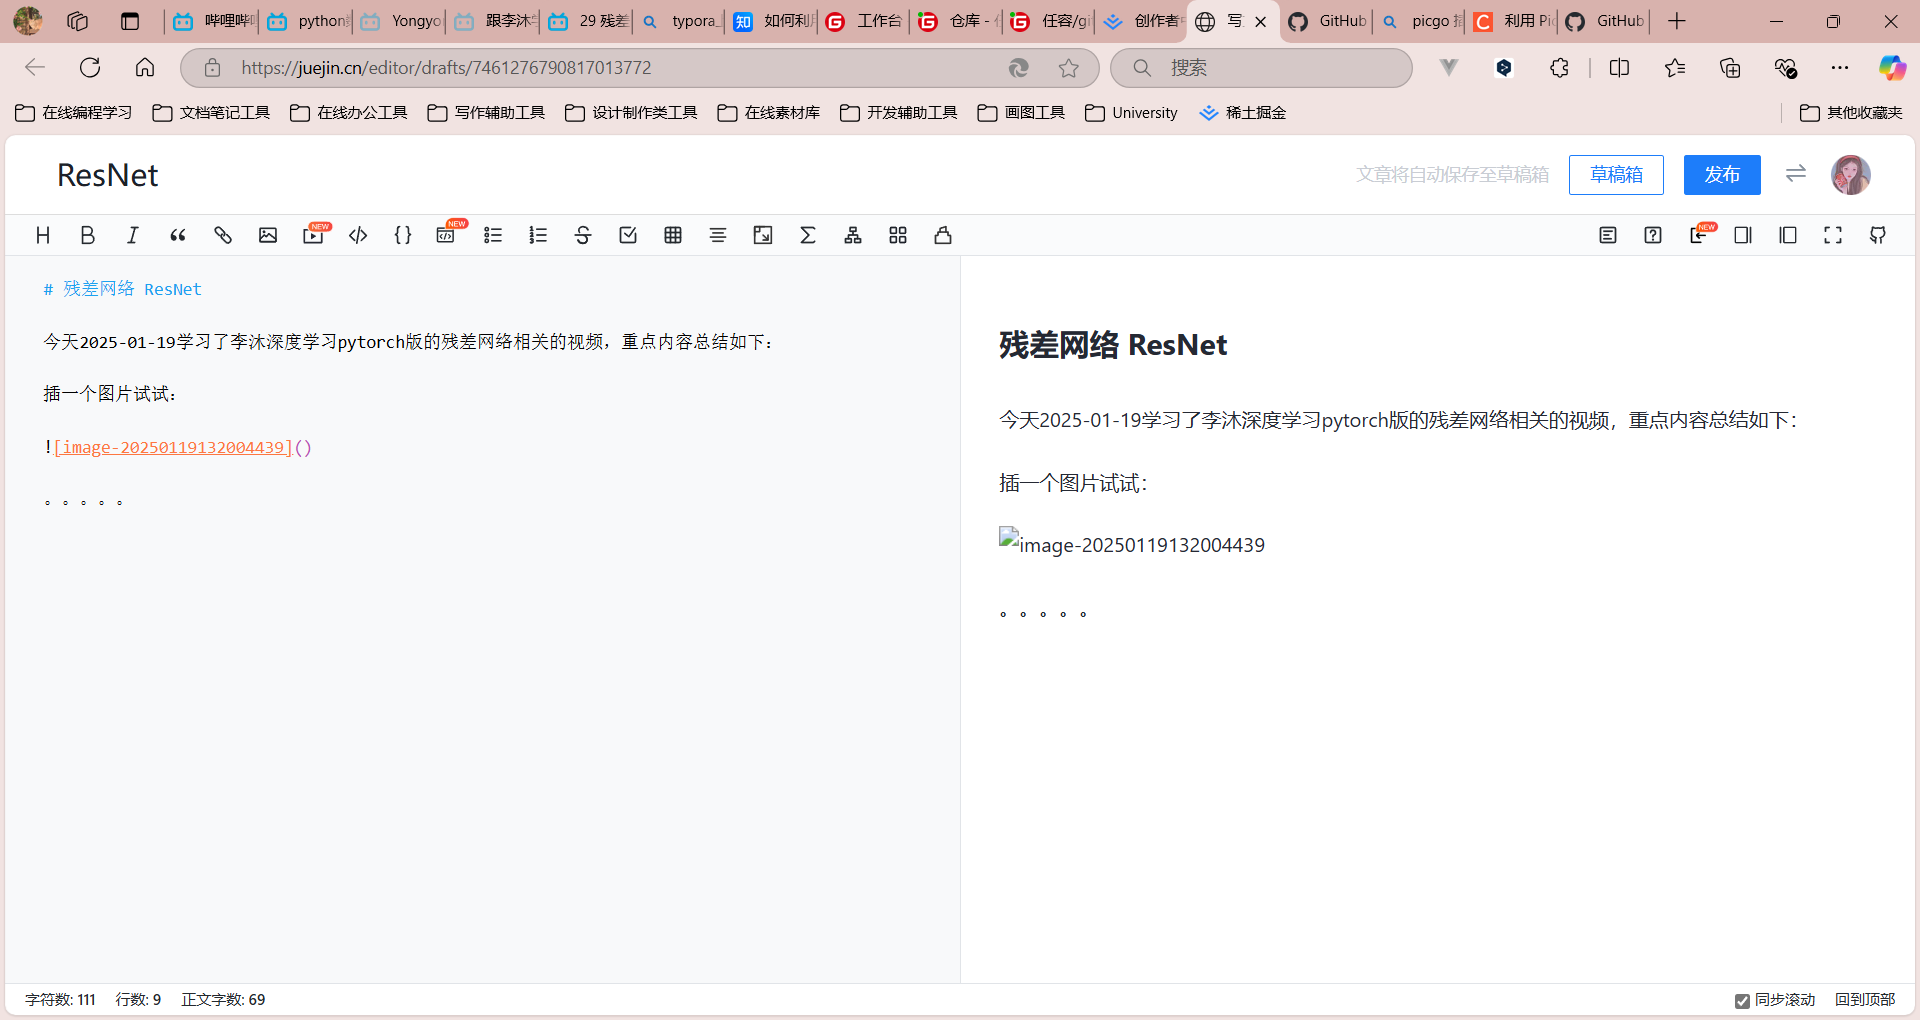 哔哩哔
python
Yongyo
跟李沐
29 残差
typora
如何利
工作台
仓库 -
任容/gi
创作者
写
GitHub
picgo
利用 Pi
GitHub
https://juejin.cn/editor/drafts/7461276790817013772
搜索
在线编程学习
文档笔记工具
在线办公工具
写作辅助工具
设计制作类工具
在线素材库
开发辅助工具
画图工具
University
稀土掘金
其他收藏夹
ResNet
文章将自动保存至草稿箱
草稿箱
发布
NEW
NEW
NEW
# 残差网络 ResNet
今天2025-01-19学习了李沐深度学习pytorch版的残差网络相关的视频，重点内容总结如下：
插一个图片试试：
![image-20250119132004439]()
。。。。。
残差网络 ResNet
今天2025-01-19学习了李沐深度学习pytorch版的残差网络相关的视频，重点内容总结如下：
插一个图片试试：
image-20250119132004439
。。。。。
字符数: 111 行数: 9 正文字数: 69
同步滚动 回到顶部